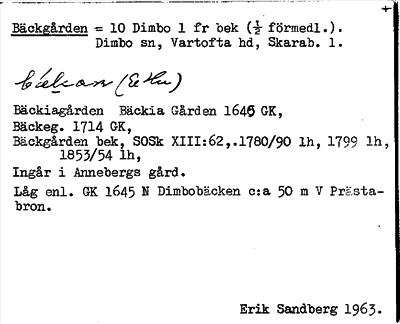 Bäckgården = 10 Dimbo 1 fr bek (½ förmedl.).
Dimbo sn, Vartofta hd, Skarab. l.
Bäckiagården Bäckia Gården 1645 GK,
Bäckeg. 1714 GK,
Bäckgården bek, SOSk XIII:62,.1780/90 lh, 1799 lh,
1853/54 lh,
Ingår i Annebergs gård.
Låg enl. GK 1645 N Dimbobäcken c:a 50 m V Prästa-
bron.
Erik Sandberg 1963.